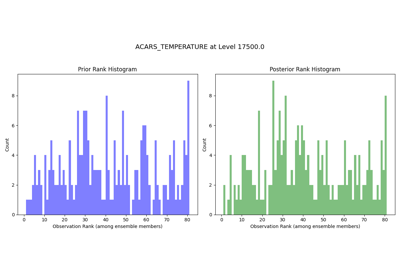 ACARS_TEMPERATURE at Level 17500.0
Prior Rank Histogram
Posterior Rank Histogram
Count
8
6
4
2
0
0 10 20 30 40 50 60 70 80
Observation Rank (among ensemble members)
Count
8
6
4
2
0
0 10 20 30 40 50 60 70 80
Observation Rank (among ensemble members)